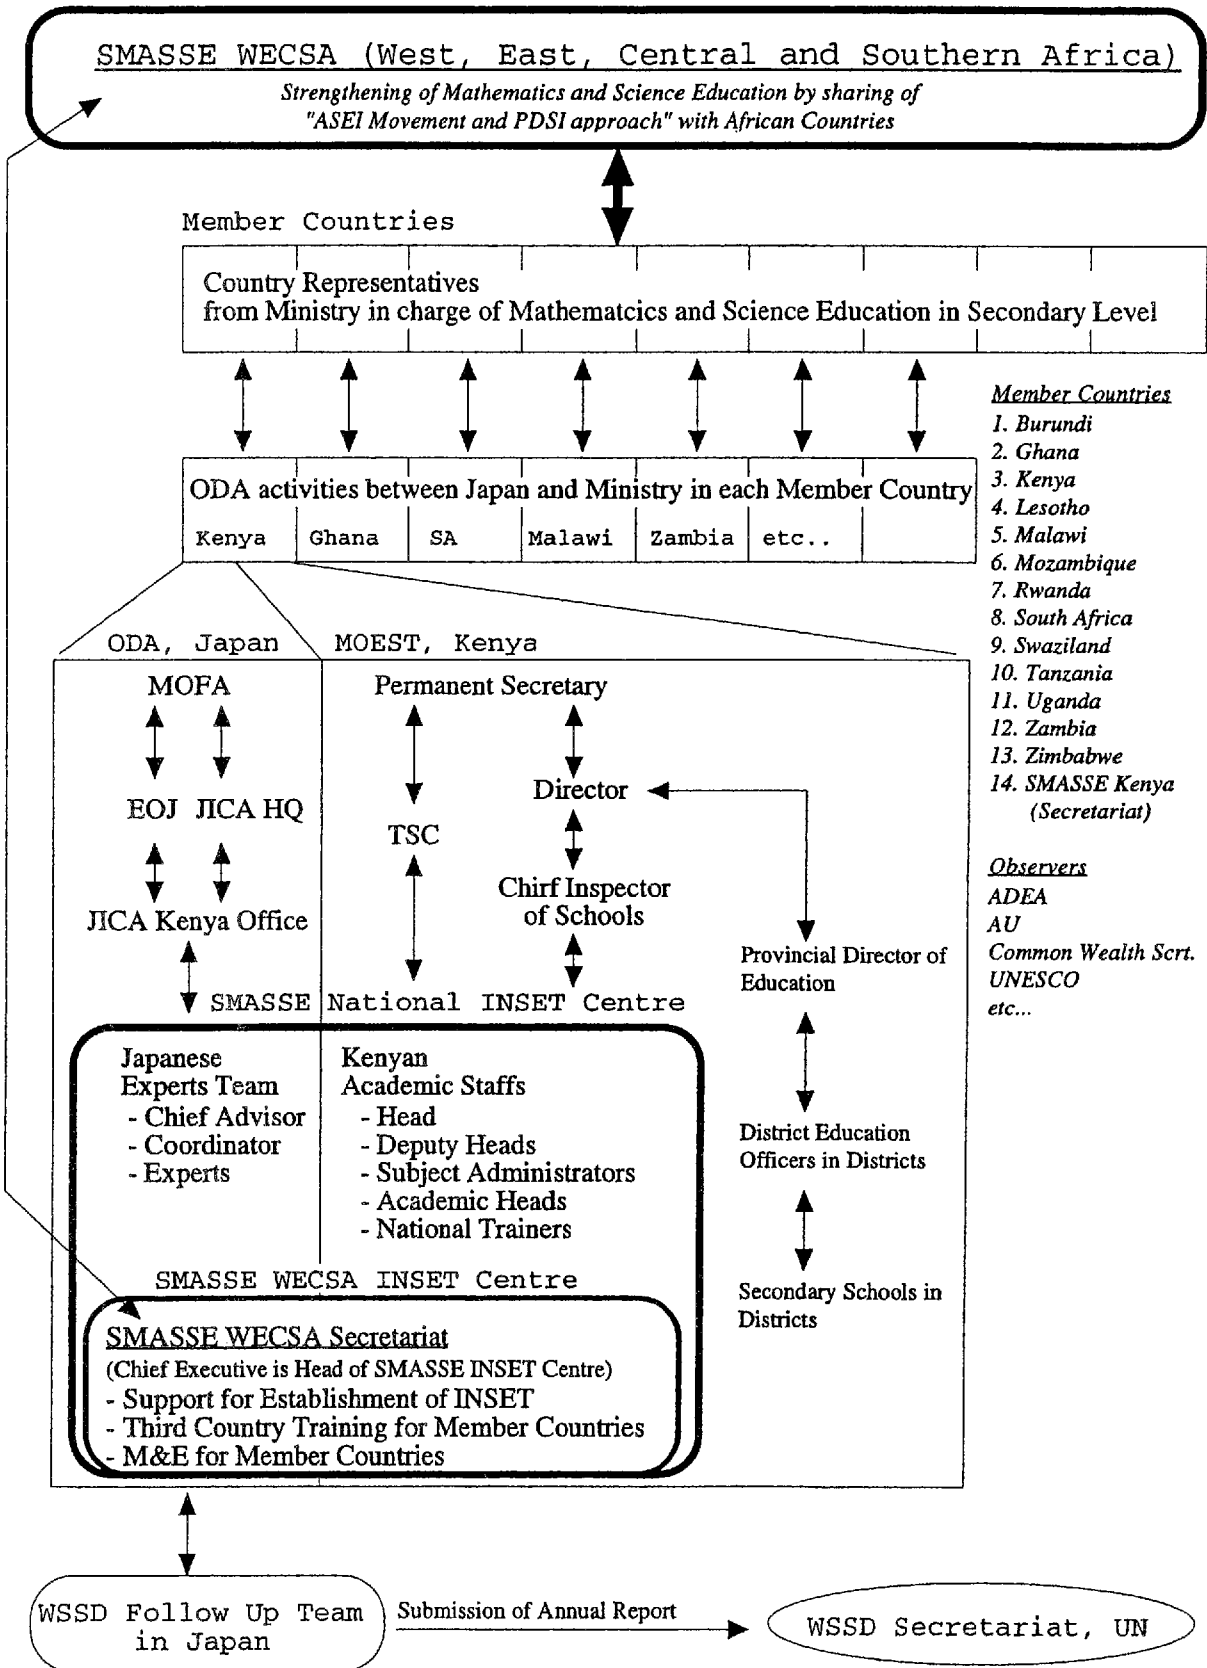 SMASSE WECSA (West, East, Central and Southern Africa)
Strengthening of Mathematics and Science Education by sharing of
"ASEI Movement and PDSI approach" with African Countries
Member Countries
Country Representatives
from Ministry in charge of Mathematcics and Science Education in Secondary Level
ODA activities between Japan and Ministry in each Member Country
Kenya Ghana SA Malawi Zambia etc..
Member Countries
1. Burundi
2. Ghana
3. Kenya
4. Lesotho
5. Malawi
6. Mozambique
7. Rwanda
8. South Africa
9. Swaziland
10. Tanzania
11. Uganda
12. Zambia
13. Zimbabwe
14. SMASSE Kenya
(Secretariat)
Observers
ADEA
AU
Common Wealth Scrt.
UNESCO
etc...
ODA, Japan
MOFA
EOJ JICA HQ
JICA Kenya Office
MOEST, Kenya
Permanent Secretary
TSC
Director
Chirf Inspector
of Schools
Provincial Director of
Education
District Education
Officers in Districts
Secondary Schools in
Districts
SMASSE National INSET Centre
Japanese
Experts Team
- Chief Advisor
- Coordinator
- Experts
Kenyan
Academic Staffs
- Head
- Deputy Heads
- Subject Administrators
- Academic Heads
- National Trainers
SMASSE WECSA INSET Centre
SMASSE WECSA Secretariat
(Chief Executive is Head of SMASSE INSET Centre)
- Support for Establishment of INSET
- Third Country Training for Member Countries
- M&E for Member Countries
WSSD Follow Up Team
in Japan
Submission of Annual Report
WSSD Secretariat, UN